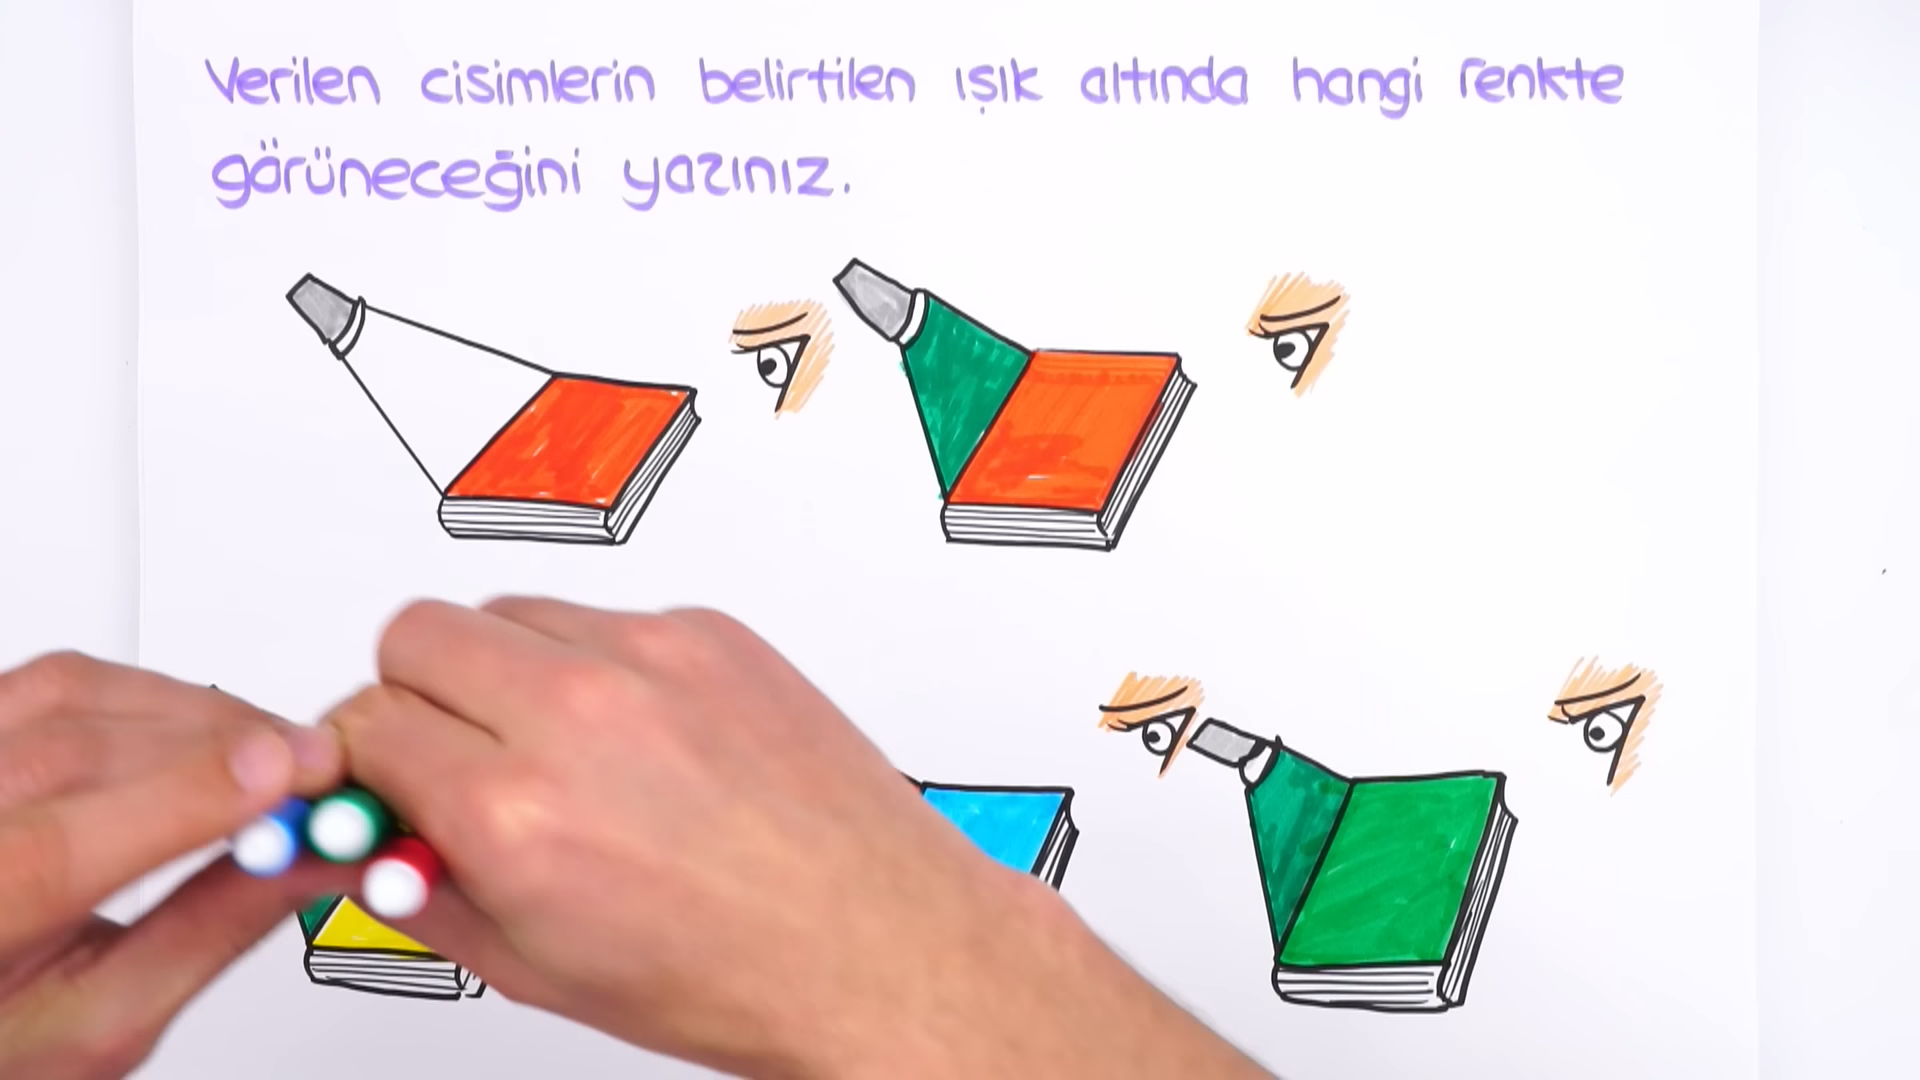 Verilen cisimlerin belirtilen ışık altında hangi renkte
görüneceğini yazınız.